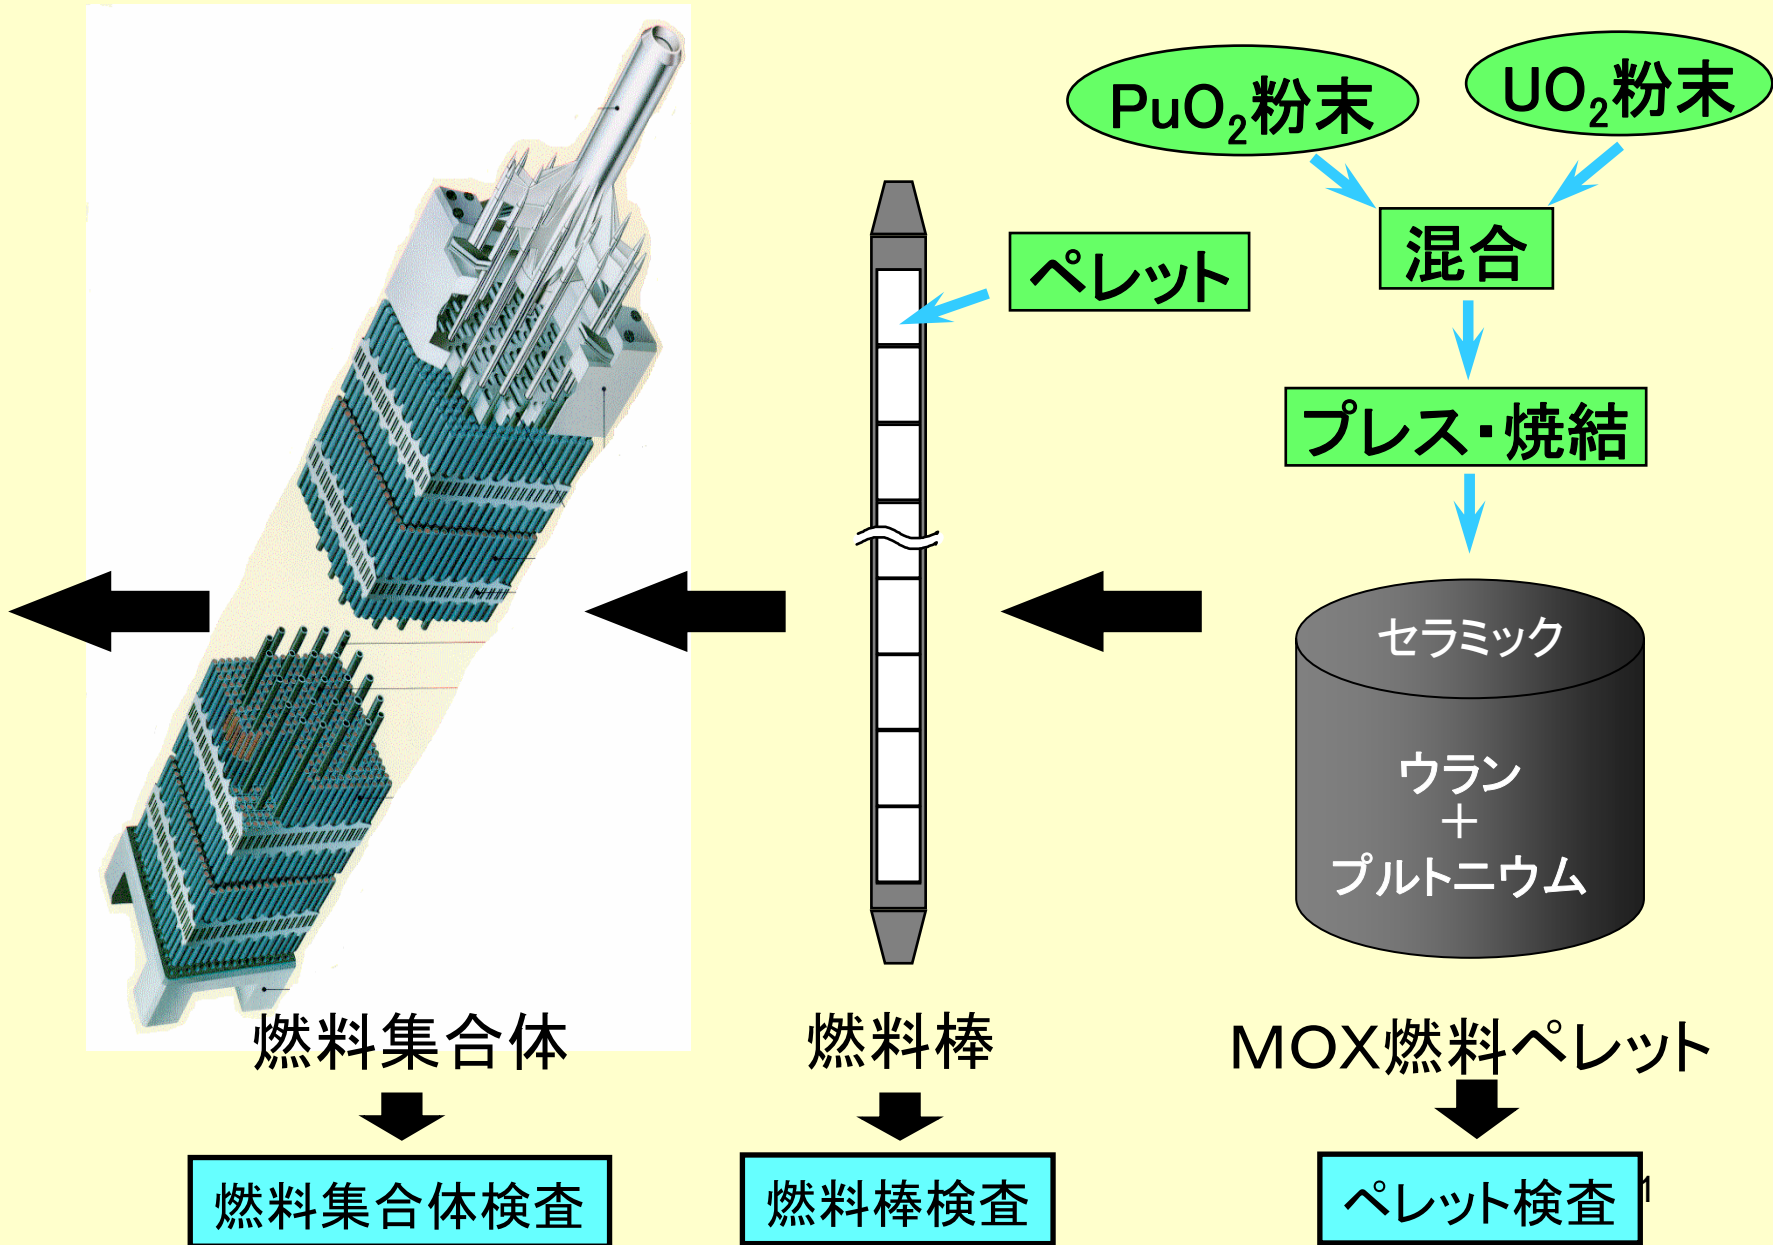 PuO₂粉末
UO₂粉末
混合
ペレット
プレス・焼結
セラミック
ウラン
＋
プルトニウム
燃料集合体
燃料棒
MOX燃料ペレット
燃料集合体検査
燃料棒検査
ペレット検査
1